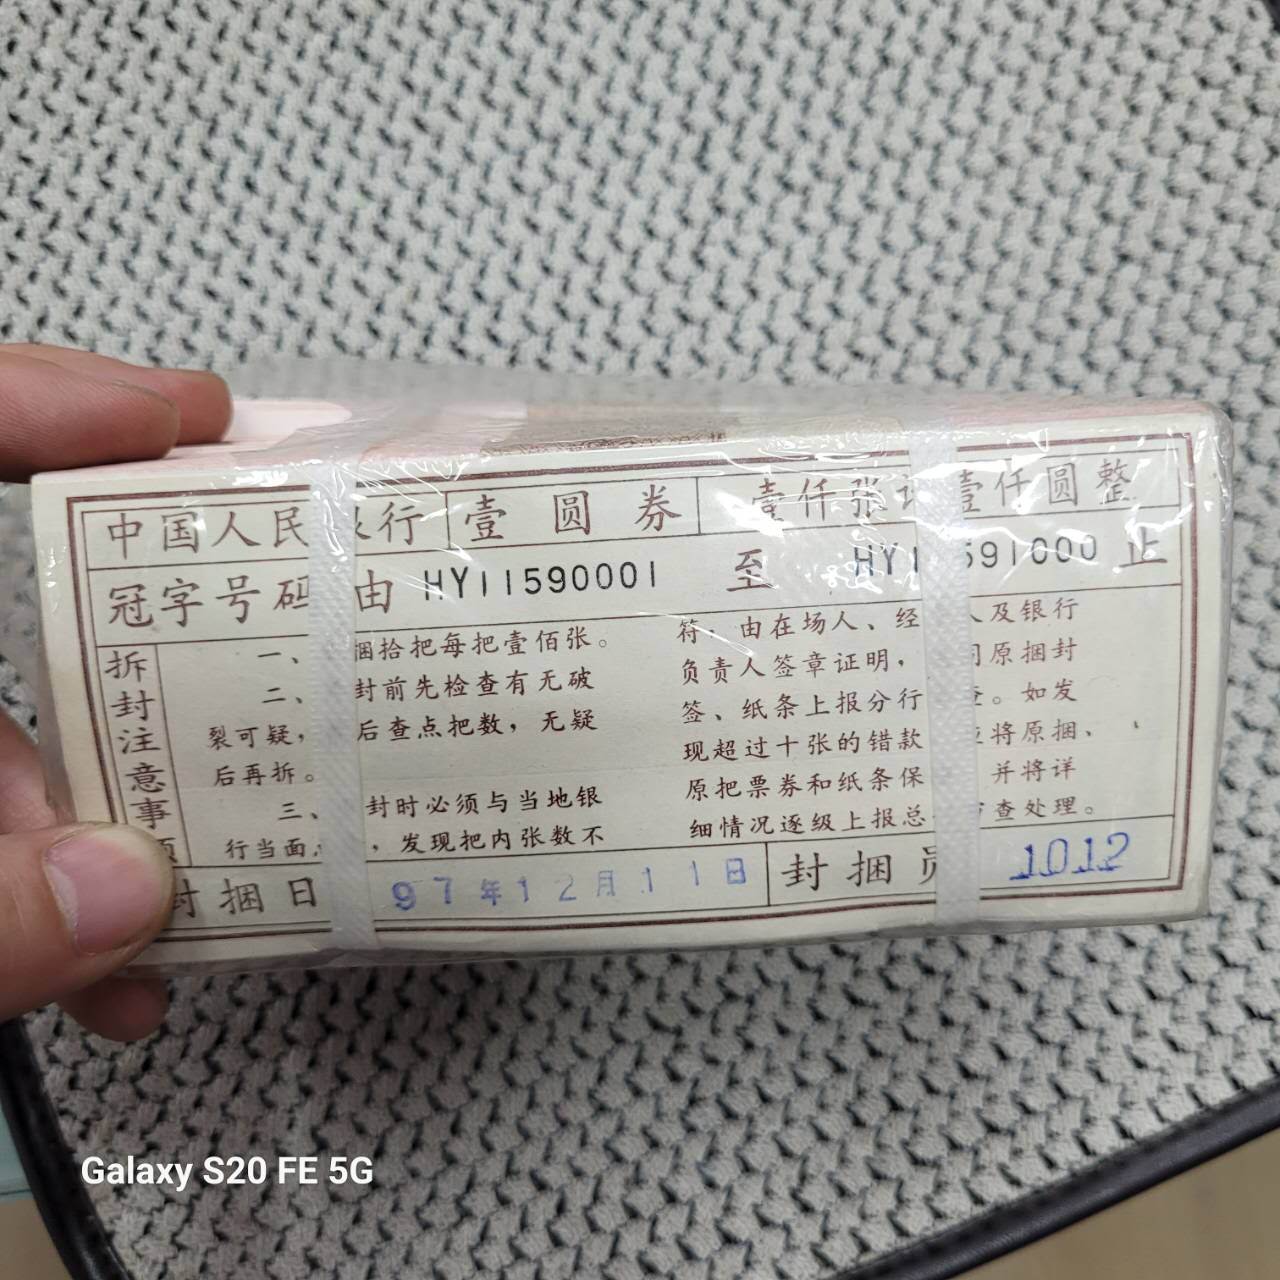 中国人民 行 壹圆券 壹仟张 壹仟圆整
冠字号码 由 HY11590001 至 HY1 591000 止
拆封注意事项
一、 捆拾把每把壹佰张。
二、 封前先检查有无破
裂可疑, 后查点把数,无疑
后再拆。
三、 封时必须与当地银
行当面 ,发现把内张数不
符,由在场人、经 人及银行
负责人签章证明, 同原捆封
签、纸条上报分行 查。如发
现超过十张的错款 应将原捆、
原把票券和纸条保 并将详
细情况逐级上报总 审查处理。
封捆日 97年12月11日 封捆员 1012
Galaxy S20 FE 5G